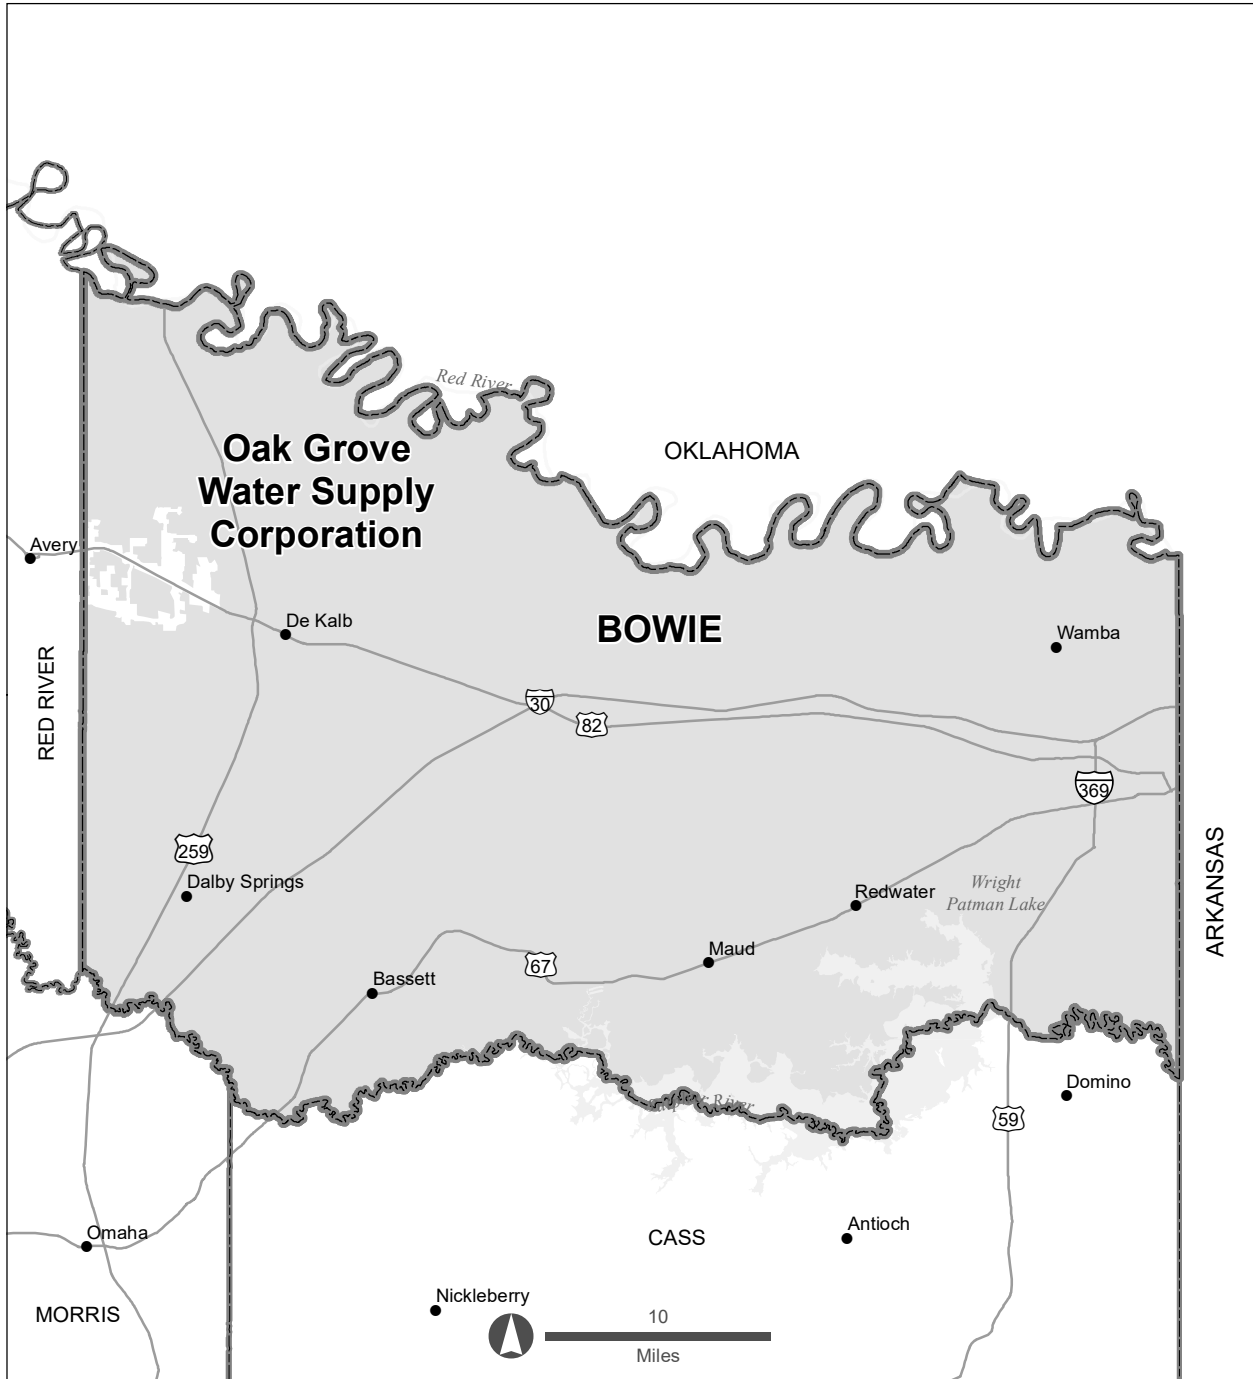 Red River
Oak Grove
Water Supply
Corporation
OKLAHOMA
Avery
De Kalb
BOWIE
Wamba
RED RIVER
30
82
369
259
Dalby Springs
Wright
Patman Lake
Redwater
ARKANSAS
Maud
67
Bassett
Domino
River
59
Omaha
CASS
Antioch
Nickleberry
MORRIS
10
Miles